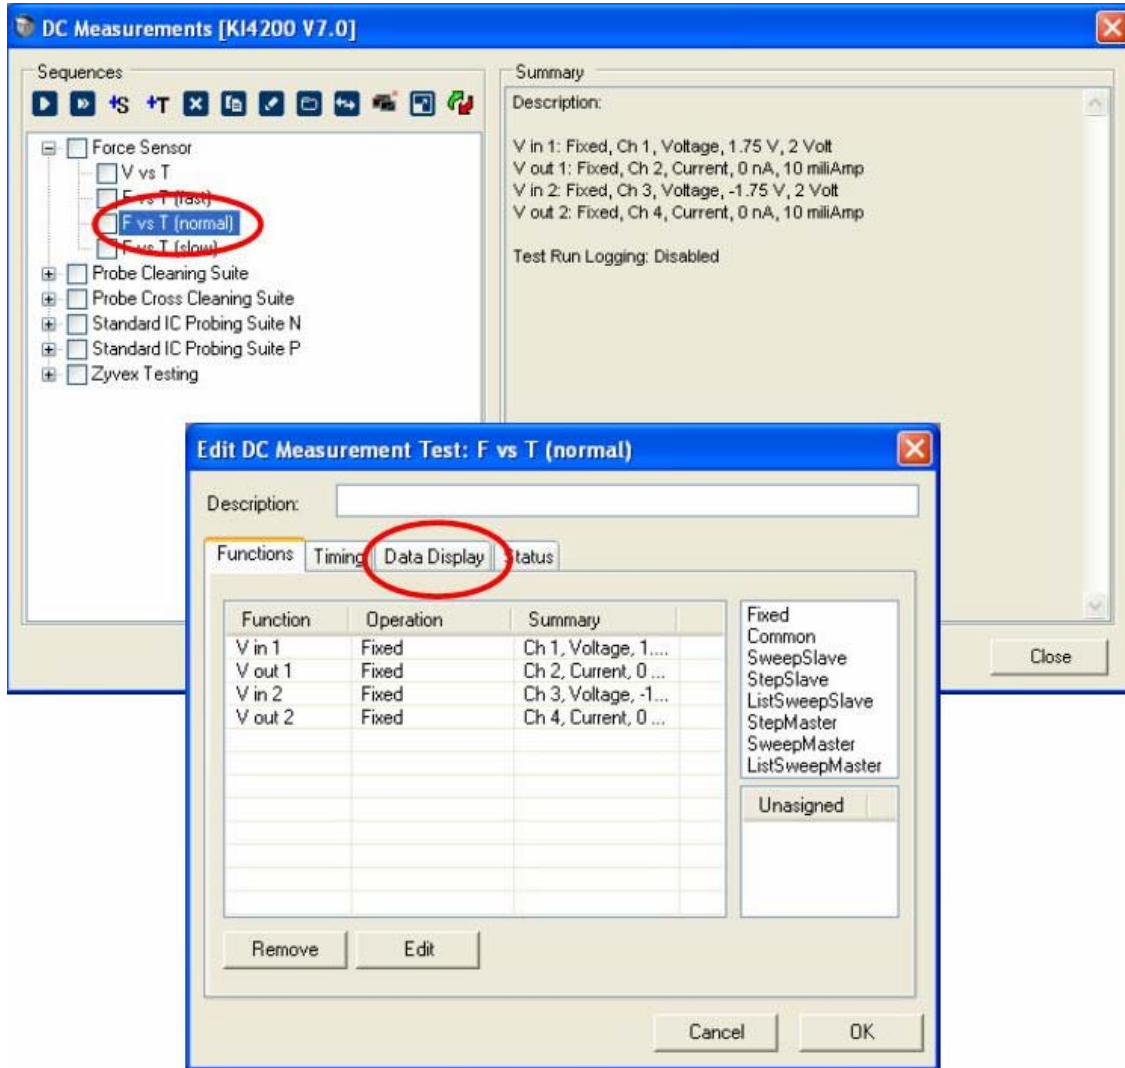 DC Measurements [KI4200 V7.0]
Sequences
+S +T
Force Sensor
V vs T
F vs T (fast)
F vs T (normal)
F vs T (slow)
Probe Cleaning Suite
Probe Cross Cleaning Suite
Standard IC Probing Suite N
Standard IC Probing Suite P
Zyvex Testing
Summary
Description:
V in 1: Fixed, Ch 1, Voltage, 1.75 V, 2 Volt
V out 1: Fixed, Ch 2, Current, 0 nA, 10 miliAmp
V in 2: Fixed, Ch 3, Voltage, -1.75 V, 2 Volt
V out 2: Fixed, Ch 4, Current, 0 nA, 10 miliAmp
Test Run Logging: Disabled
Close
Edit DC Measurement Test: F vs T (normal)
Description:
Functions Timing Data Display Status
Function Operation Summary
V in 1 Fixed Ch 1, Voltage, 1....
V out 1 Fixed Ch 2, Current, 0 ...
V in 2 Fixed Ch 3, Voltage, -1...
V out 2 Fixed Ch 4, Current, 0 ...
Fixed
Common
SweepSlave
StepSlave
ListSweepSlave
StepMaster
SweepMaster
ListSweepMaster
Unasigned
Remove Edit
Cancel OK